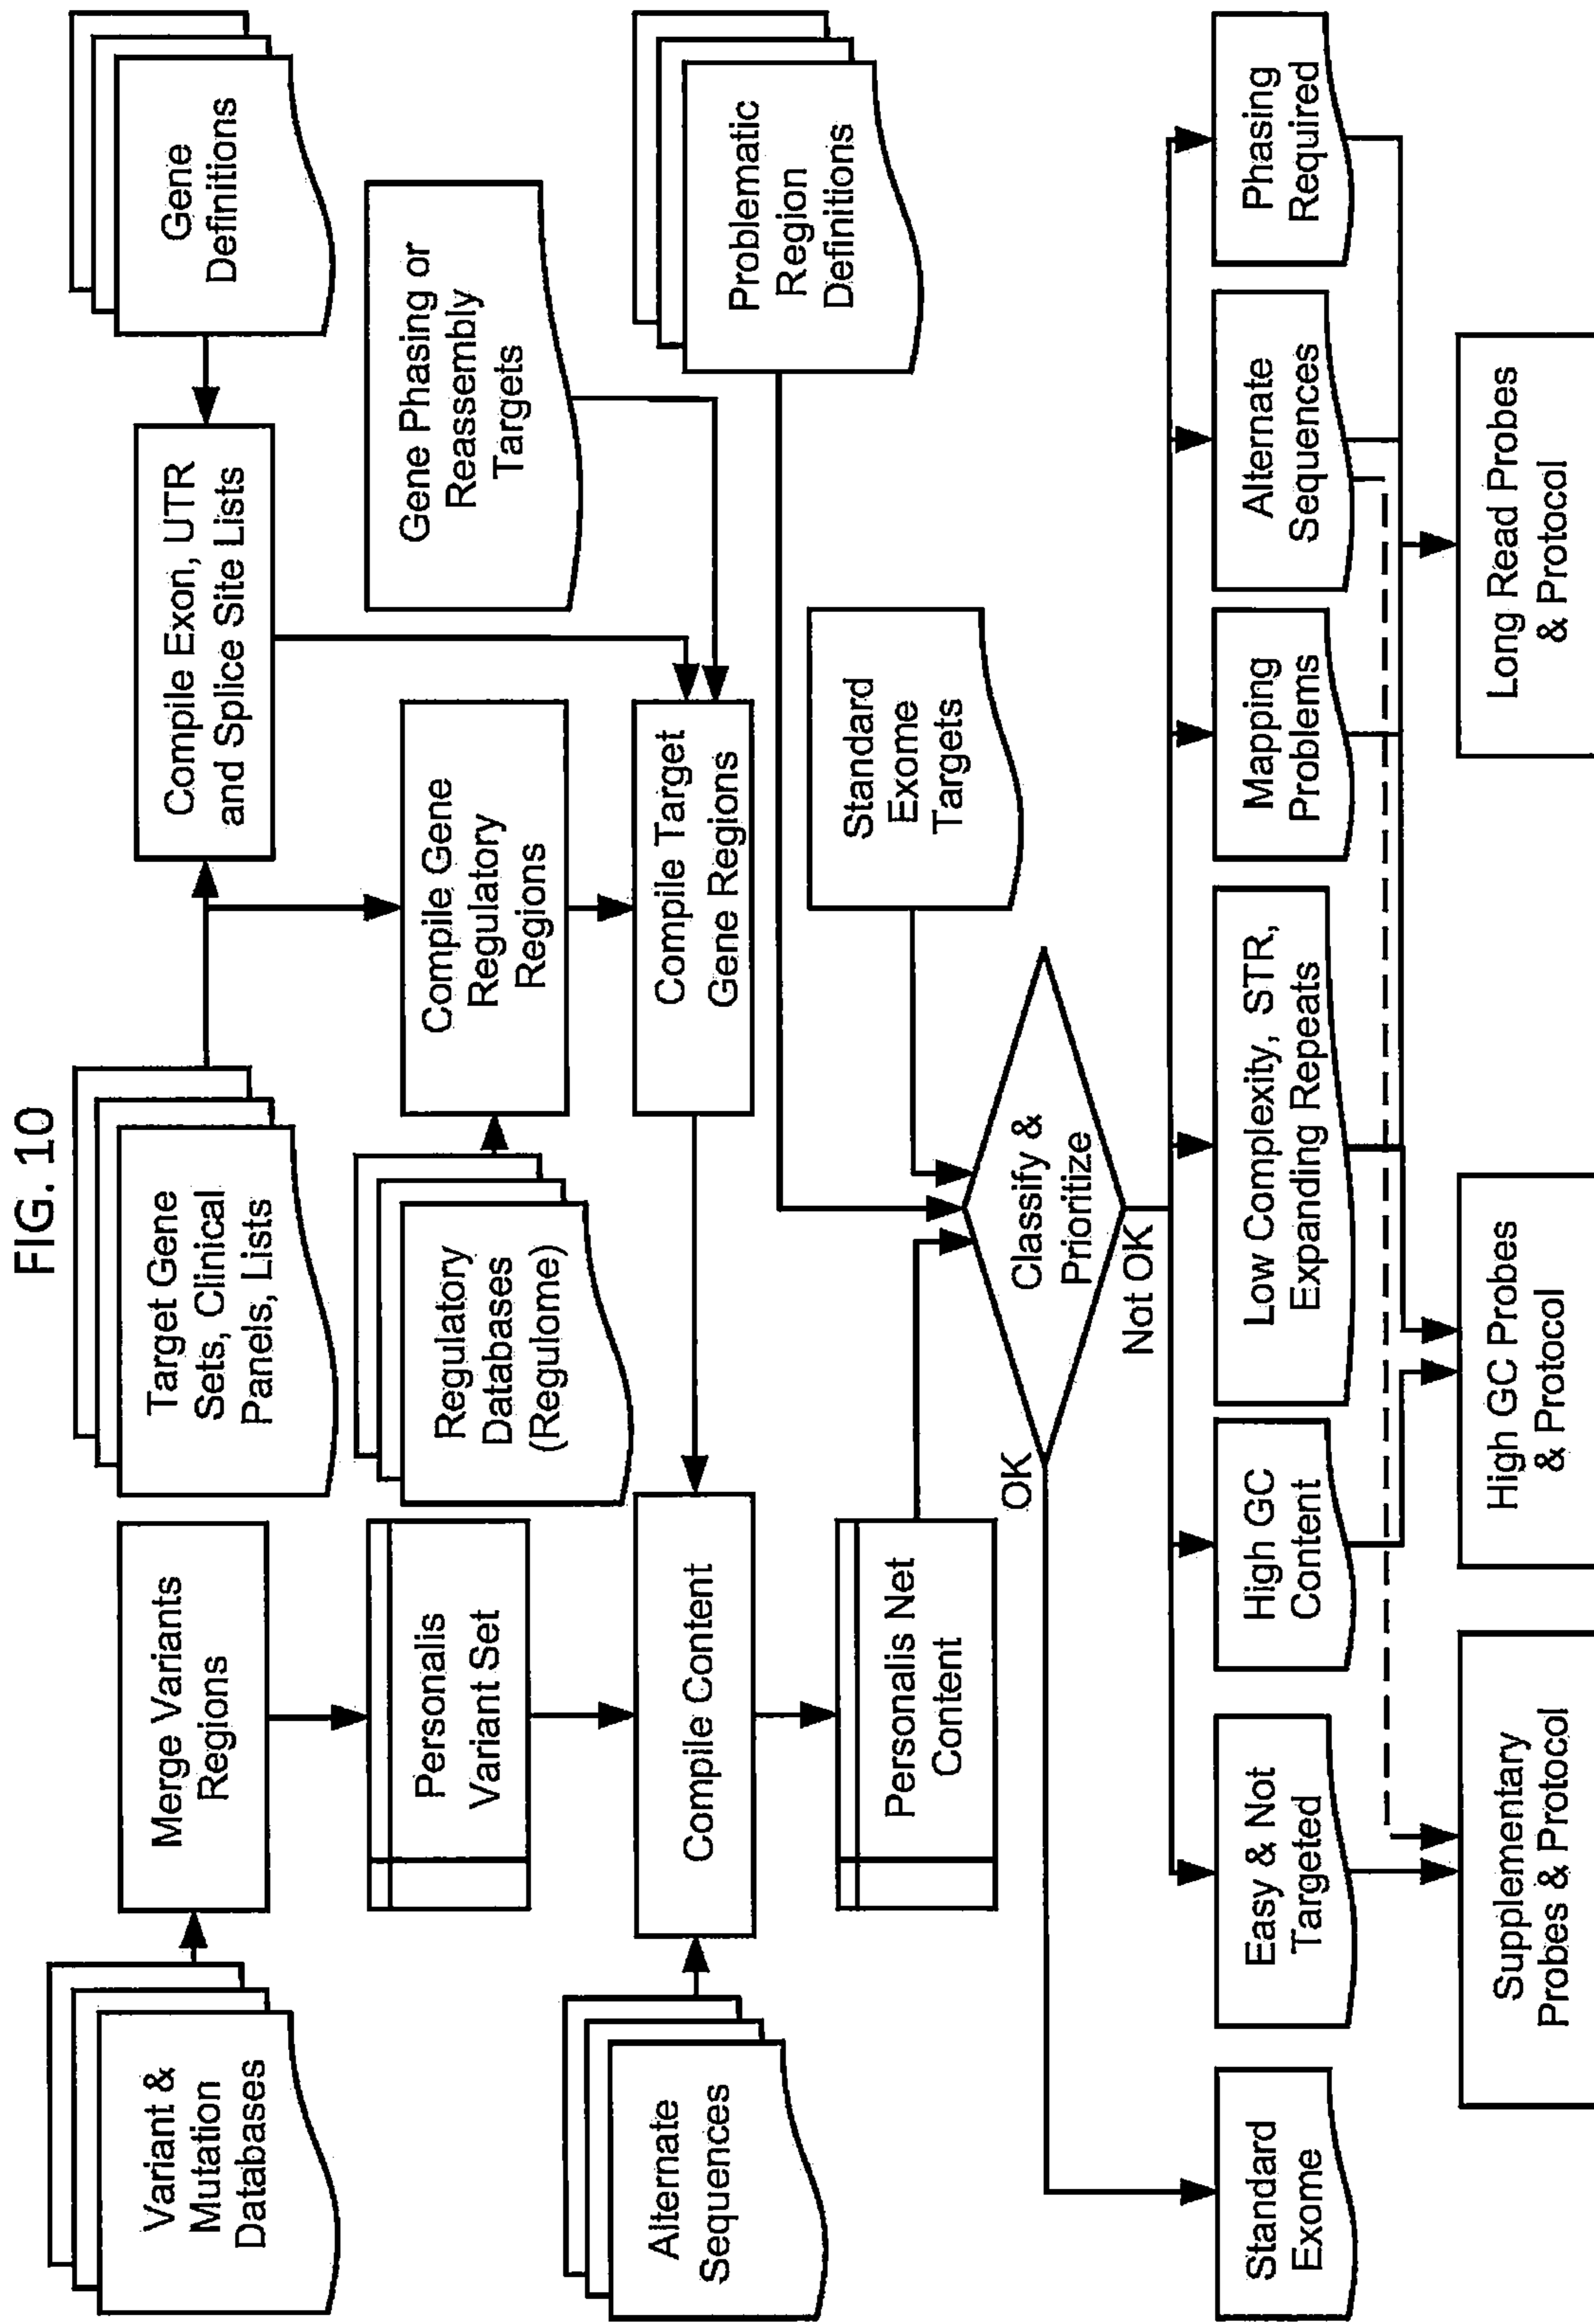 FIG. 10
Variant &
Mutation
Databases
Merge Variants
Regions
Target Gene
Sets, Clinical
Panels, Lists
Compile Exon, UTR
and Splice Site Lists
Gene
Definitions
Personalis
Variant Set
Regulatory
Databases
(Regulome)
Compile Gene
Regulatory
Regions
Gene Phasing or
Reassembly
Targets
Alternate
Sequences
Compile Content
Compile Target
Gene Regions
Problematic
Region
Definitions
Personalis Net
Content
Standard
Exome
Targets
Classify &
Prioritize
OK
Not OK
Standard
Exome
Easy & Not
Targeted
High GC
Content
Low Complexity, STR,
Expanding Repeats
Mapping
Problems
Alternate
Sequences
Phasing
Required
Supplementary
Probes & Protocol
High GC Probes
& Protocol
Long Read Probes
& Protocol